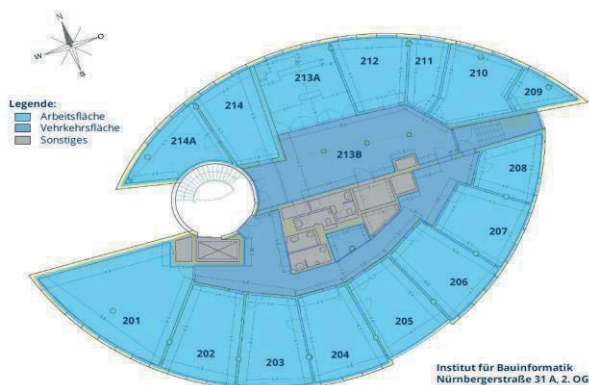 N
W
O
S
Legende:
Arbeitsfläche
Vehrkehrsfläche
Sonstiges
214A
214
213A
212
211
210
209
213B
208
207
206
205
204
203
202
201
Institut für Bauinformatik
Nürnbergerstraße 31 A, 2. OG